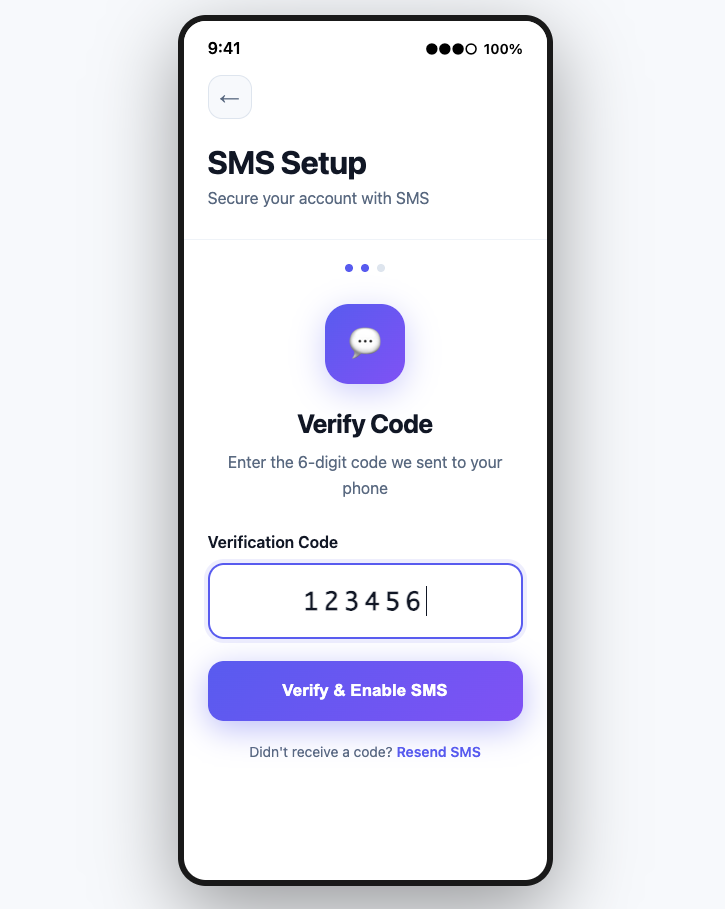 9:41
100%
←
SMS Setup
Secure your account with SMS
Verify Code
Enter the 6-digit code we sent to your
phone
Verification Code
123456
Verify & Enable SMS
Didn't receive a code? Resend SMS